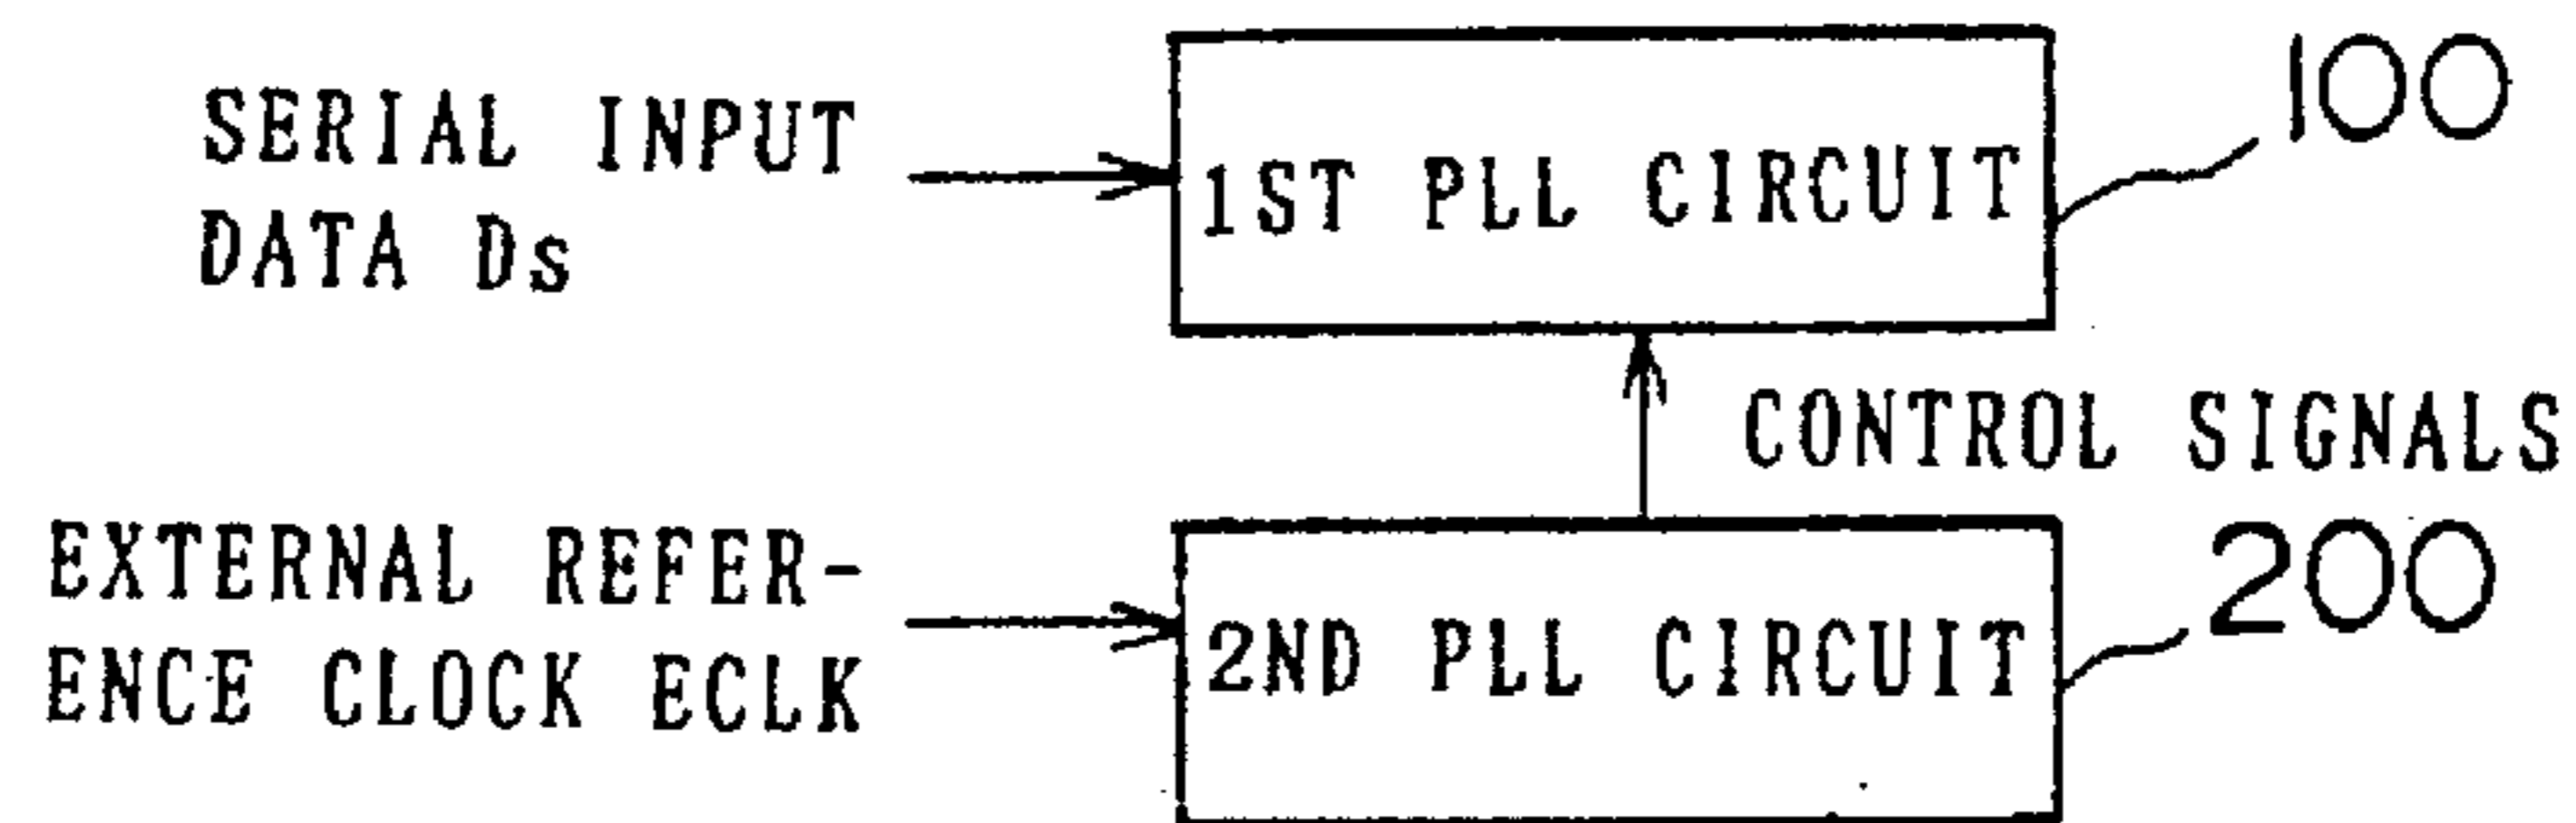 SERIAL INPUT
DATA Ds
1ST PLL CIRCUIT
100
CONTROL SIGNALS
EXTERNAL REFER-
ENCE CLOCK ECLK
2ND PLL CIRCUIT
200